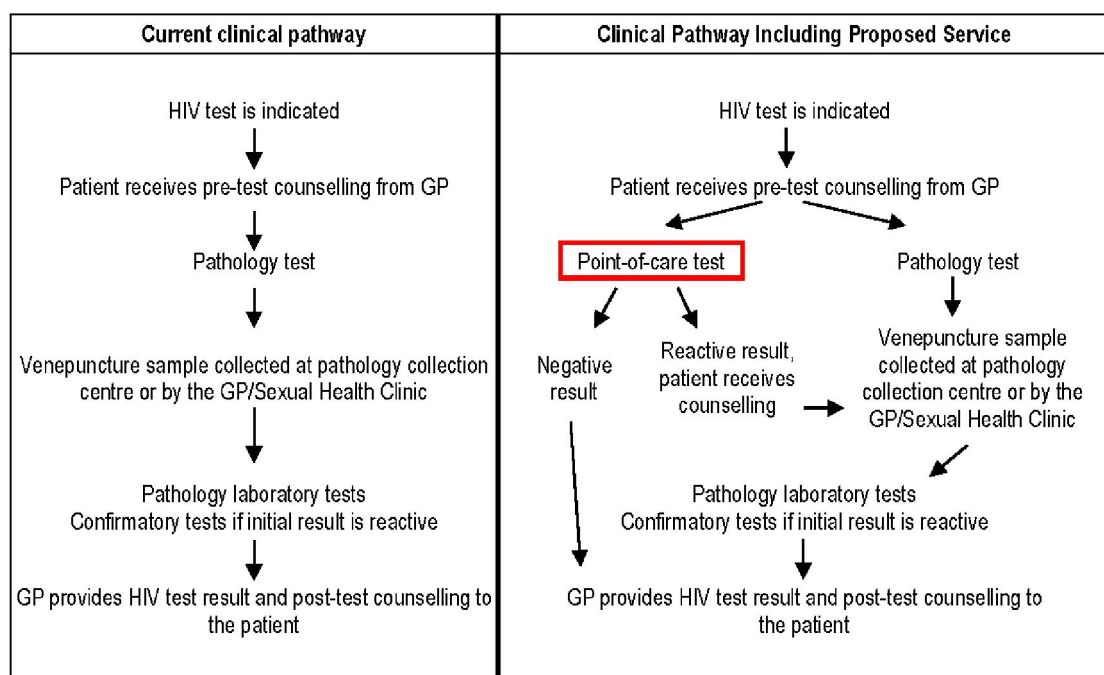 Current clinical pathway
HIV test is indicated
Patient receives pre-test counselling from GP
Pathology test
Venepuncture sample collected at pathology collection
centre or by the GP/Sexual Health Clinic
Pathology laboratory tests
Confirmatory tests if initial result is reactive
GP provides HIV test result and post-test counselling to
the patient
Clinical Pathway Including Proposed Service
HIV test is indicated
Patient receives pre-test counselling from GP
Point-of-care test
Pathology test
Negative
result
Reactive result,
patient receives
counselling
Venepuncture sample
collected at pathology
collection centre or by the
GP/Sexual Health Clinic
Pathology laboratory tests
Confirmatory tests if initial result is reactive
GP provides HIV test result and post-test counselling to
the patient